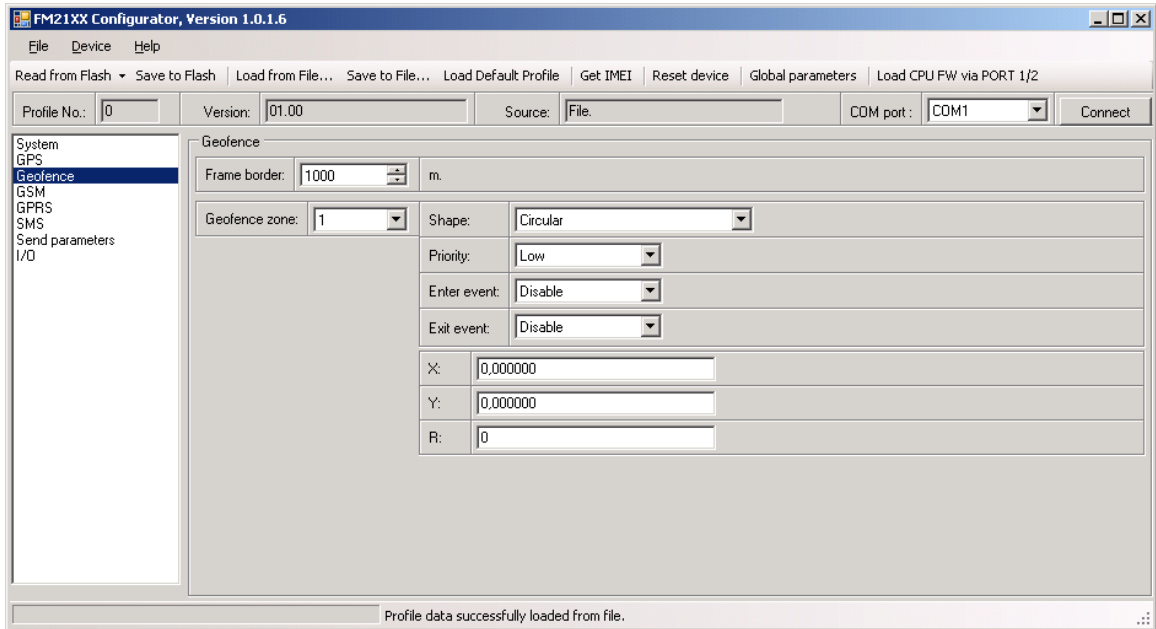 FM21XX Configurator, Version 1.0.1.6
File Device Help
Read from Flash Save to Flash Load from File... Save to File... Load Default Profile Get IMEI Reset device Global parameters Load CPU FW via PORT 1/2
Profile No.: 0 Version: 01.00 Source: File. COM port : COM1 Connect
System
GPS
Geofence
GSM
GPRS
SMS
Send parameters
I/O
Geofence
Frame border: 1000 m.
Geofence zone: 1 Shape: Circular
Priority: Low
Enter event: Disable
Exit event: Disable
X: 0,000000
Y: 0,000000
R: 0
Profile data successfully loaded from file.